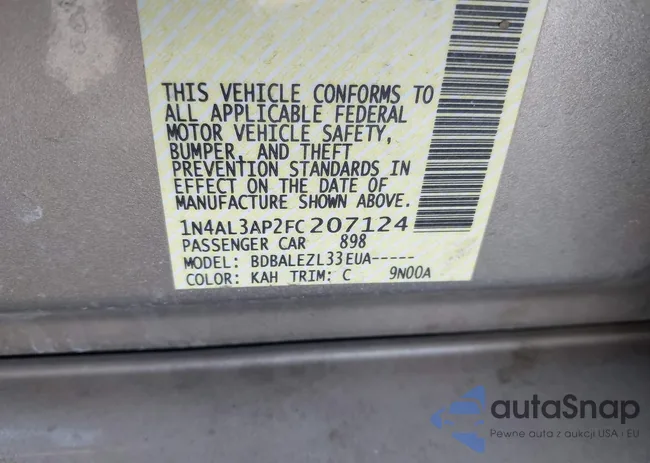 THIS VEHICLE CONFORMS TO
ALL APPLICABLE FEDERAL
MOTOR VEHICLE SAFETY,
BUMPER, AND THEFT
PREVENTION STANDARDS IN
EFFECT ON THE DATE OF
MANUFACTURE SHOWN ABOVE.
1N4AL3AP2FC207124
PASSENGER CAR 898
MODEL: BDBALEZL33EUA-----
COLOR: KAH TRIM: C 9N00A
autoSnap
Pewne auta z aukcji USA i EU